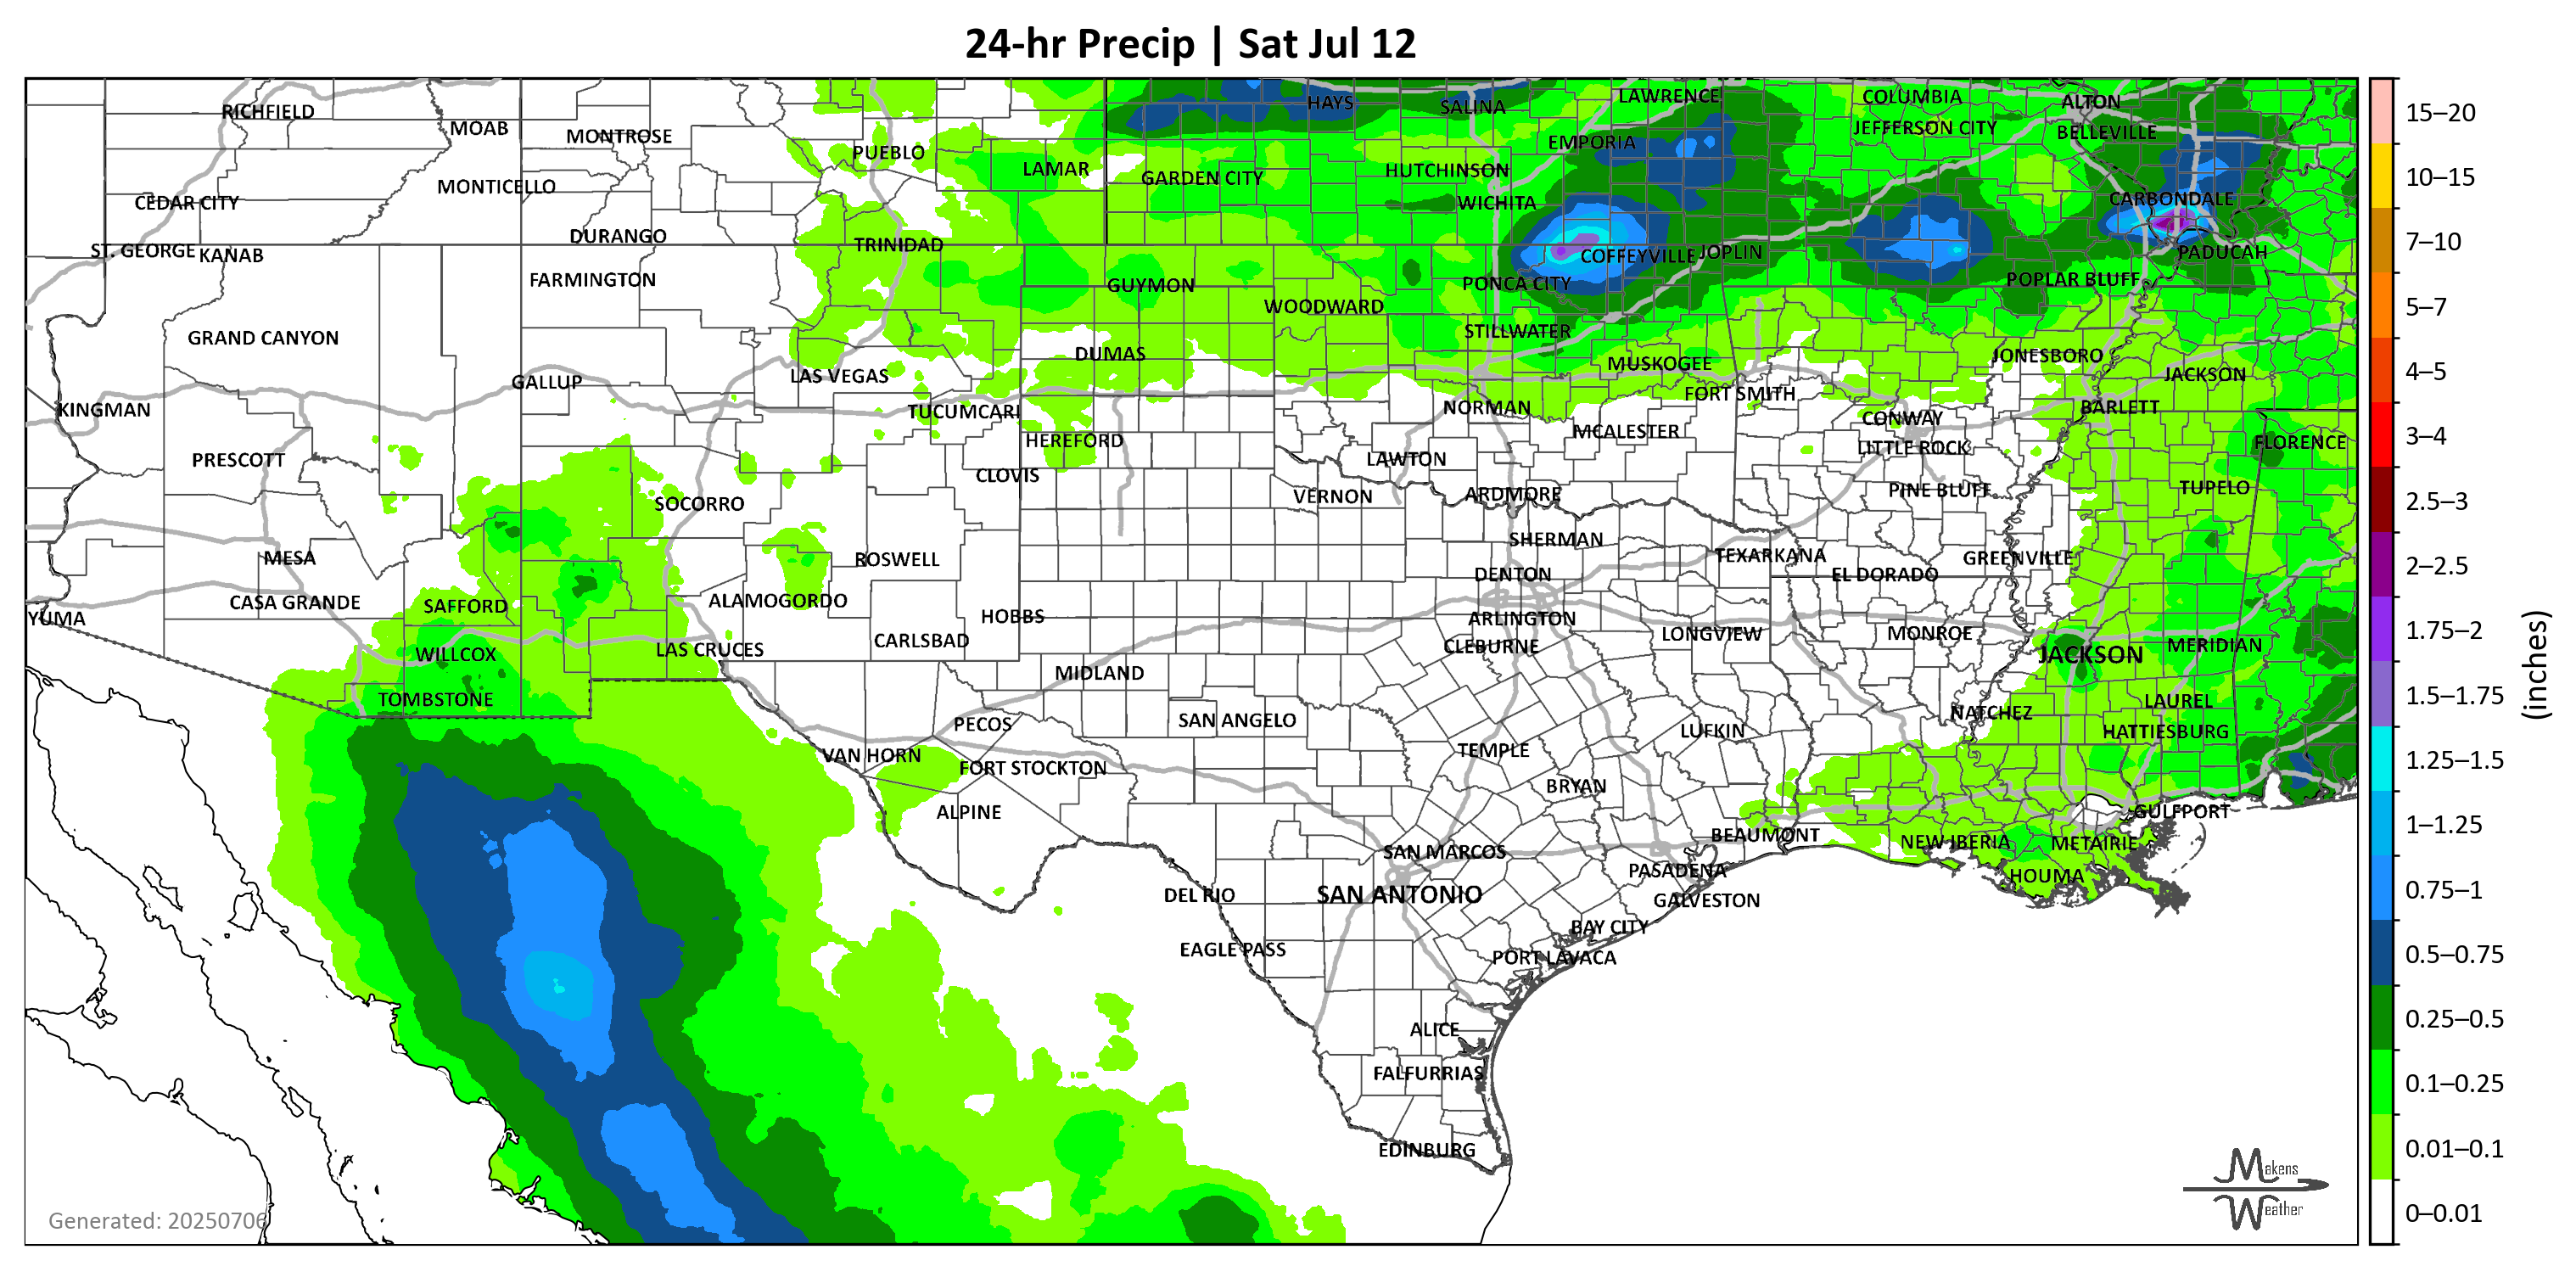 24-hr Precip | Sat Jul 12
RICHFIELD
MOAB
MONTROSE
PUEBLO
LAMAR
HAYS
SALINA
LAWRENCE
COLUMBIA
ALTON
JEFFERSON CITY
BELLEVILLE
EMPORIA
HUTCHINSON
GARDEN CITY
MONTICELLO
CEDAR CITY
WICHITA
CARBONDALE
DURANGO
TRINIDAD
ST. GEORGE
KANAB
COFFEYVILLE
JOPLIN
PADUCAH
FARMINGTON
GUYMON
PONCA CITY
POPLAR BLUFF
WOODWARD
GRAND CANYON
STILLWATER
DUMAS
MUSKOGEE
JONESBORO
GALLUP
LAS VEGAS
JACKSON
FORT SMITH
KINGMAN
TUCUMCARI
NORMAN
BARLETT
CONWAY
HEREFORD
MCALESTER
LITTLE ROCK
FLORENCE
PRESCOTT
LAWTON
CLOVIS
VERNON
ARDMORE
PINE BLUFF
TUPELO
SOCORRO
MESA
ROSWELL
SHERMAN
TEXARKANA
GREENVILLE
DENTON
EL DORADO
CASA GRANDE
SAFFORD
ALAMOGORDO
HOBBS
YUMA
ARLINGTON
CARLSBAD
CLEBURNE
LONGVIEW
MONROE
WILLCOX
LAS CRUCES
JACKSON
MERIDIAN
MIDLAND
TOMBSTONE
PECOS
SAN ANGELO
NATCHEZ
LAUREL
LUFKIN
HATTIESBURG
VAN HORN
FORT STOCKTON
TEMPLE
BRYAN
ALPINE
GULFPORT
BEAUMONT
NEW IBERIA
METAIRIE
SAN MARCOS
PASADENA
HOUMA
DEL RIO
SAN ANTONIO
GALVESTON
BAY CITY
EAGLE PASS
PORT LAVACA
ALICE
FALFURRIAS
EDINBURG
Generated: 20250706
Makens
Weather
15–20
10–15
7–10
5–7
4–5
3–4
2.5–3
2–2.5
1.75–2
1.5–1.75
1.25–1.5
1–1.25
0.75–1
0.5–0.75
0.25–0.5
0.1–0.25
0.01–0.1
0–0.01
(inches)